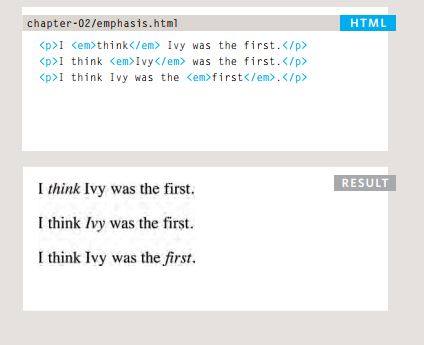 chapter-02/emphasis.html HTML
<p>I <em>think</em> Ivy was the first.</p>
<p>I think <em>Ivy</em> was the first.</p>
<p>I think Ivy was the <em>first</em>.</p>
RESULT
I think Ivy was the first.
I think Ivy was the first.
I think Ivy was the first.